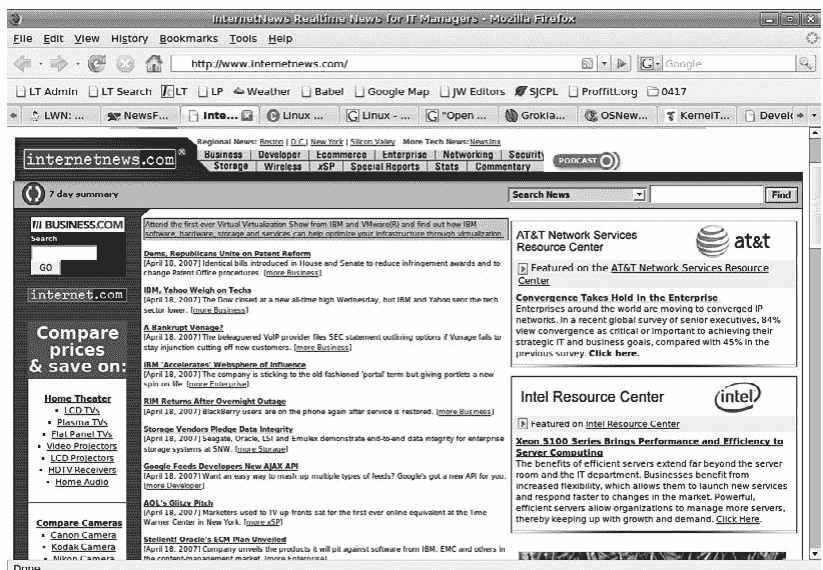 InternetNews Realtime News for IT Managers - Mozilla Firefox
File Edit View History Bookmarks Tools Help
http://www.internetnews.com/
Google
LT Admin LT Search LT LP Weather Babel Google Map JW Editors SJCPL Proffitt.org 0417
LWN: ... NewsF... Inte... Linux ... Linux - ... "Open ... Grokla... OSNew... KernelT...
Regional News: Boston | D.C.| New York | Silicon Valley More Tech News:
internetnews.com®
Business | Developer | Ecommerce | Enterprise | Networking | Security
Storage | Wireless | xSP | Special Reports | Stats | Commentary
PODCAST
7 day summary
Search News
Find
BUSINESS.COM
Search
GO
internet.com
Compare
prices
& save on:
Home Theater
LCD TVs
Plasma TVs
Flat Panel TVs
Video Projectors
LCD Projectors
HDTV Receivers
Home Audio
Compare Cameras
Canon Camera
Kodak Camera
Nikon Camera
Attend the first ever Virtual Virtualization Show from IBM and VMware(R) and find out how IBM
software, hardware, storage and services can help optimize your infrastructure through virtualization.
Dems, Republicans Unite on Patent Reform
[April 18, 2007] Identical bills introduced in House and Senate to reduce infringement awards and to
change Patent Office procedures. [more Business]
IBM, Yahoo Weigh on Techs
[April 18, 2007] The Dow closed at a new all-time high Wednesday, but IBM and Yahoo sent the tech
sector lower. [more Business]
A Bankrupt Vonage?
[April 18, 2007] The beleaguered VoIP provider files SEC statement outlining options if Vonage fails to
stay injunction cutting off new customers. [more Business]
IBM 'Accelerates' Websphere of Influence
[April 18, 2007] The company is sticking to the old fashioned 'portal' term but giving portlets a new
spin on life. [more Enterprise]
RIM Returns After Overnight Outage
[April 18, 2007] BlackBerry users are on the phone again after service is restored. [more Business]
Storage Vendors Pledge Data Integrity
[April 18, 2007] Seagate, Oracle, LSI and Emulex demonstrate end-to-end data integrity for enterprise
storage systems at SNW. [more Storage]
Google Feeds Developers New AJAX API
[April 18, 2007] Want an easy way to mash up multiple types of feeds? Google's got a new API for you.
[more Developer]
AOL's Glitzy Pitch
[April 18, 2007] Marketers used to TV up fronts sat for the first ever online equivalent at the Time
Warner Center in New York. [more xSP]
Stellent! Oracle's ECM Plan Unveiled
[April 18, 2007] Company unveils the products it will pit against software from IBM, EMC and others in
the content-management market. [more Enterprise]
AT&T Network Services
Resource Center
at&t
Featured on the AT&T Network Services Resource
Center
Convergence Takes Hold in the Enterprise
Enterprises around the world are moving to converged IP
networks. In a recent global survey of senior executives, 84%
view convergence as critical or important to achieving their
strategic IT and business goals, compared with 45% in the
previous survey. Click here.
Intel Resource Center
intel
Featured on Intel Resource Center
Xeon 5100 Series Brings Performance and Efficiency to
Server Computing
The benefits of efficient servers extend far beyond the server
room and the IT department. Businesses benefit from
increased flexibility, which allows them to launch new services
and respond faster to changes in the market. Powerful,
efficient servers allow organizations to manage more servers,
thereby keeping up with growth and demand. Click Here.
Done